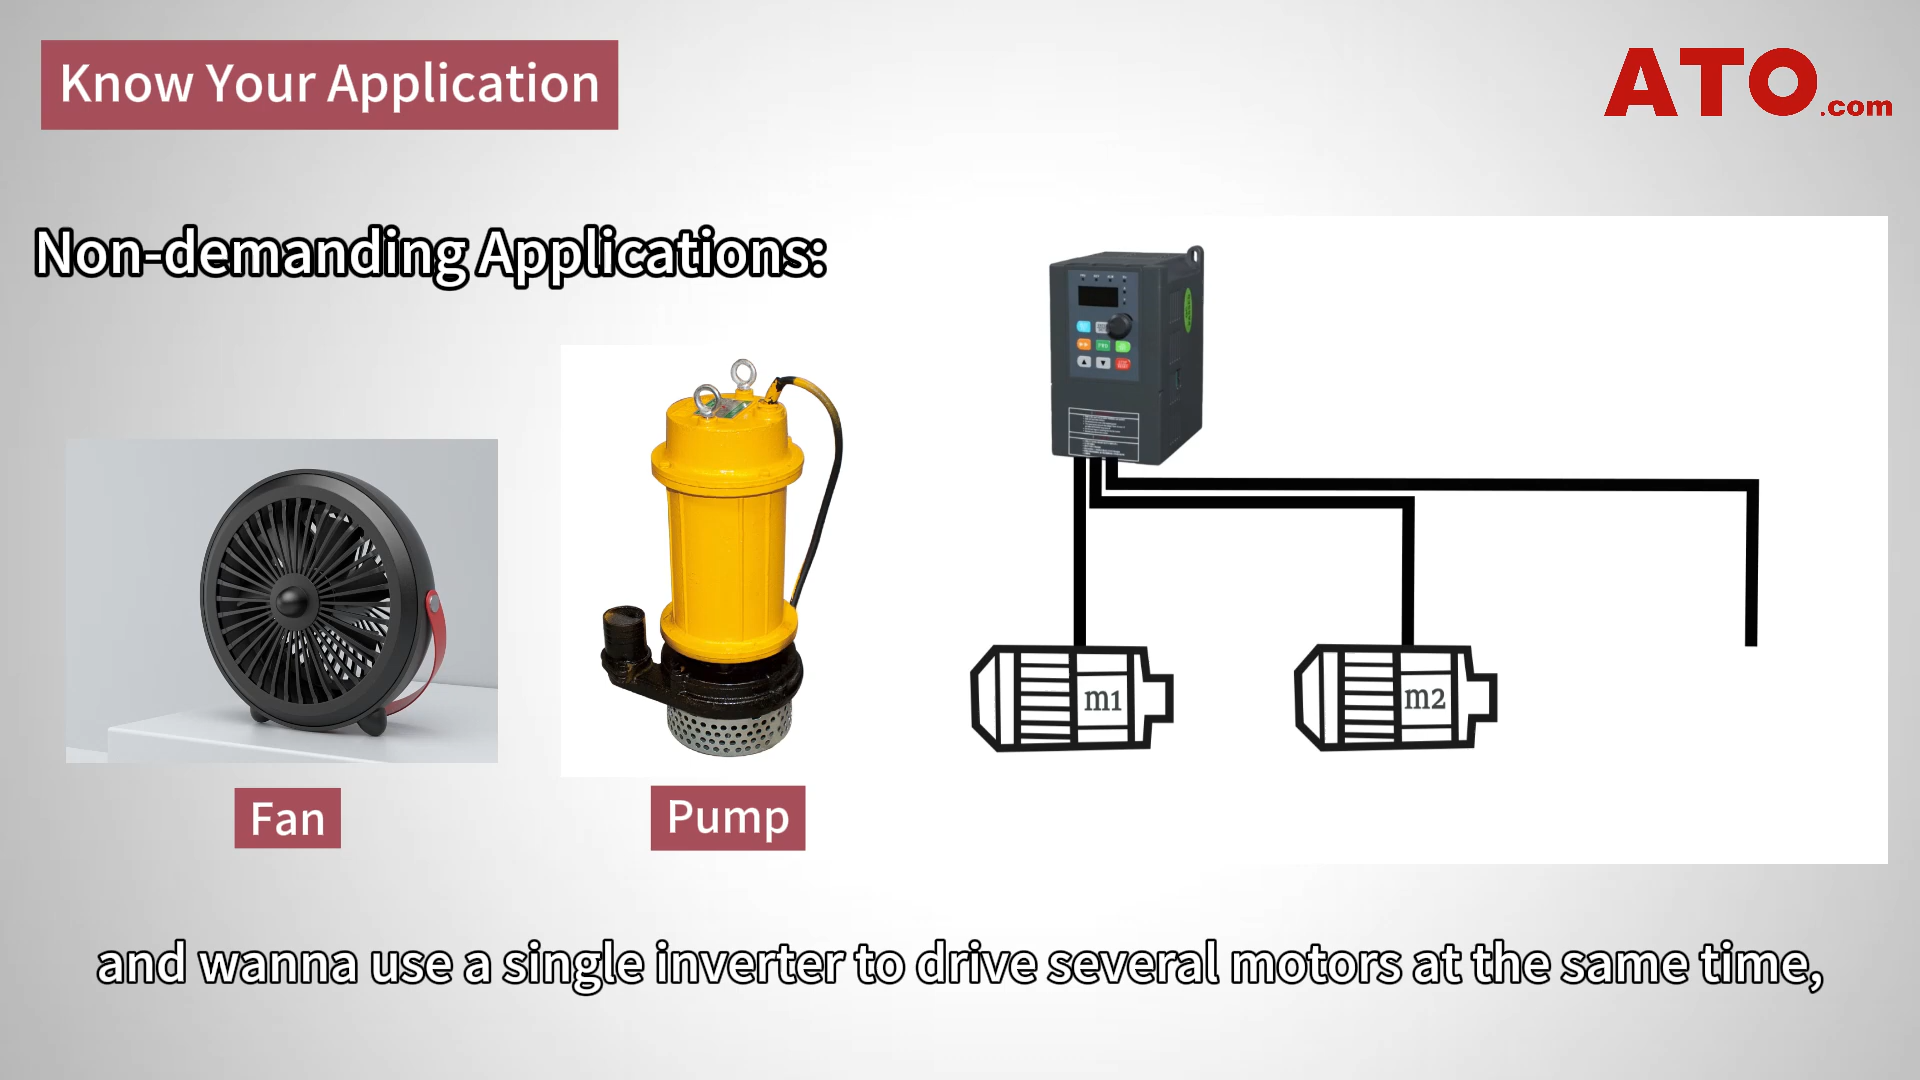 Know Your Application
ATO.com
Non-demanding Applications:
FWD
m1
m2
Fan
Pump
and wanna use a single inverter to drive several motors at the same time,